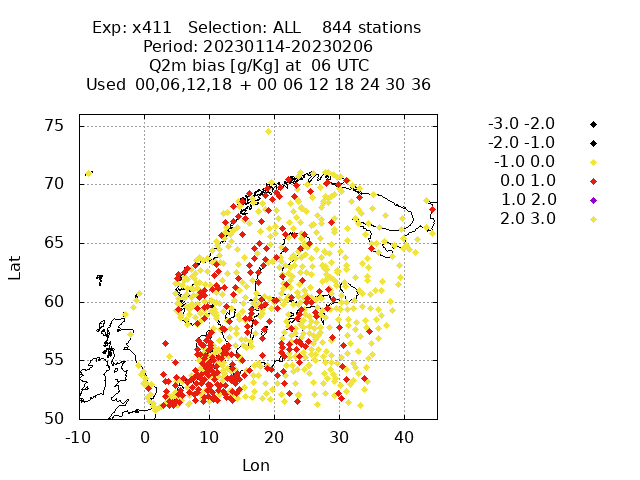 Exp: x411 Selection: ALL 844 stations
Period: 20230114-20230206
Q2m bias [g/Kg] at 06 UTC
Used 00,06,12,18 + 00 06 12 18 24 30 36
-3.0 -2.0
-2.0 -1.0
-1.0 0.0
0.0 1.0
1.0 2.0
2.0 3.0
75
70
65
60
55
50
Lat
-10 0 10 20 30 40
Lon